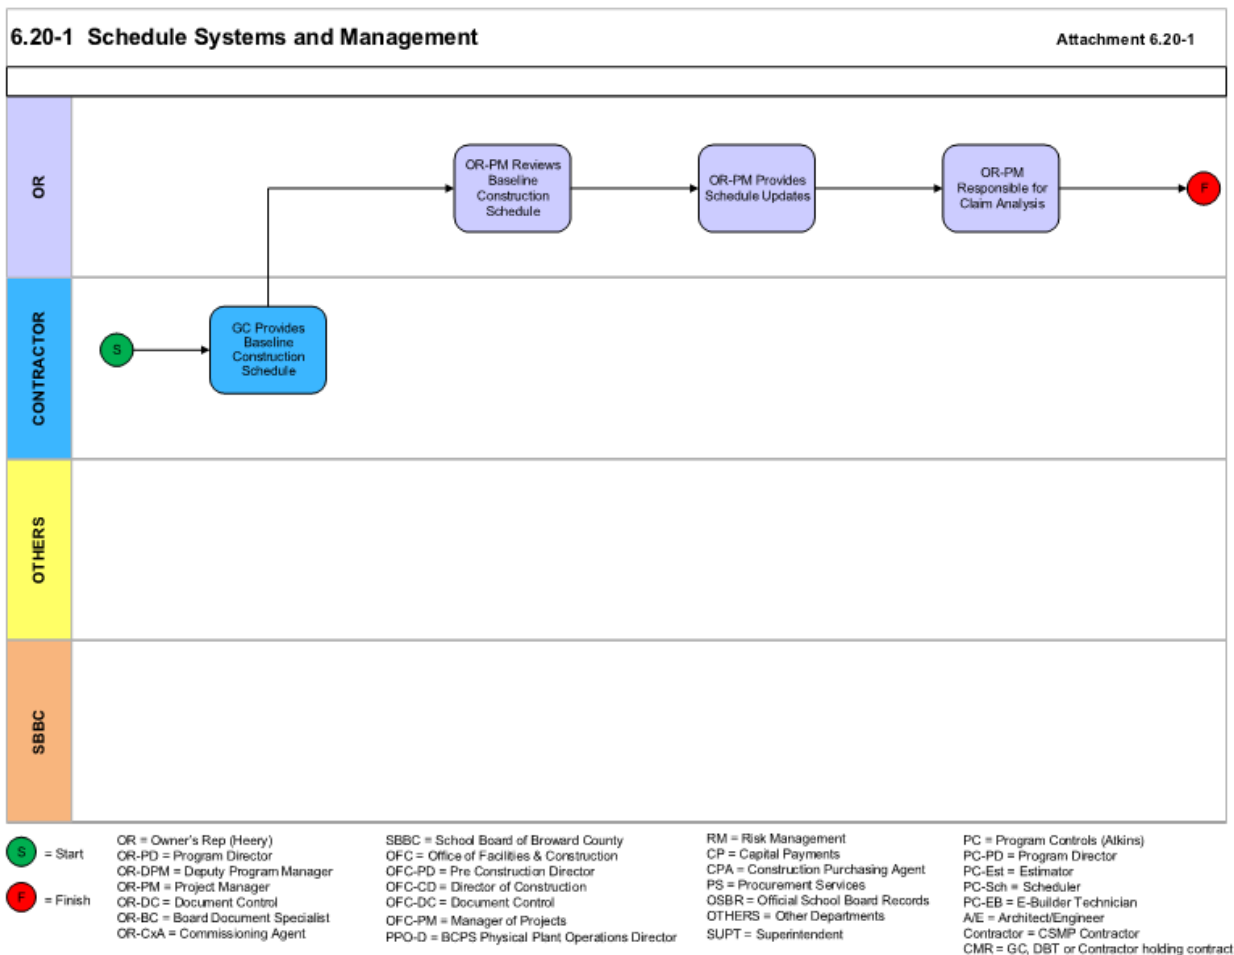 6.20-1 Schedule Systems and Management
Attachment 6.20-1
OR
OR-PM Reviews
Baseline
Construction
Schedule
OR-PM Provides
Schedule Updates
OR-PM
Responsible for
Claim Analysis
F
CONTRACTOR
S
GC Provides
Baseline
Construction
Schedule
OTHERS
SBBC
S
= Start
F
= Finish
OR = Owner's Rep (Heery)
OR-PD = Program Director
OR-DPM = Deputy Program Manager
OR-PM = Project Manager
OR-DC = Document Control
OR-BC = Board Document Specialist
OR-CxA = Commissioning Agent
SBBC = School Board of Broward County
OFC = Office of Facilities & Construction
OFC-PD = Pre Construction Director
OFC-CD = Director of Construction
OFC-DC = Document Control
OFC-PM = Manager of Projects
PPO-D = BCPS Physical Plant Operations Director
RM = Risk Management
CP = Capital Payments
CPA = Construction Purchasing Agent
PS = Procurement Services
OSBR = Official School Board Records
OTHERS = Other Departments
SUPT = Superintendent
PC = Program Controls (Atkins)
PC-PD = Program Director
PC-Est = Estimator
PC-Sch = Scheduler
PC-EB = E-Builder Technician
A/E = Architect/Engineer
Contractor = CSMP Contractor
CMR = GC, DBT or Contractor holding contract